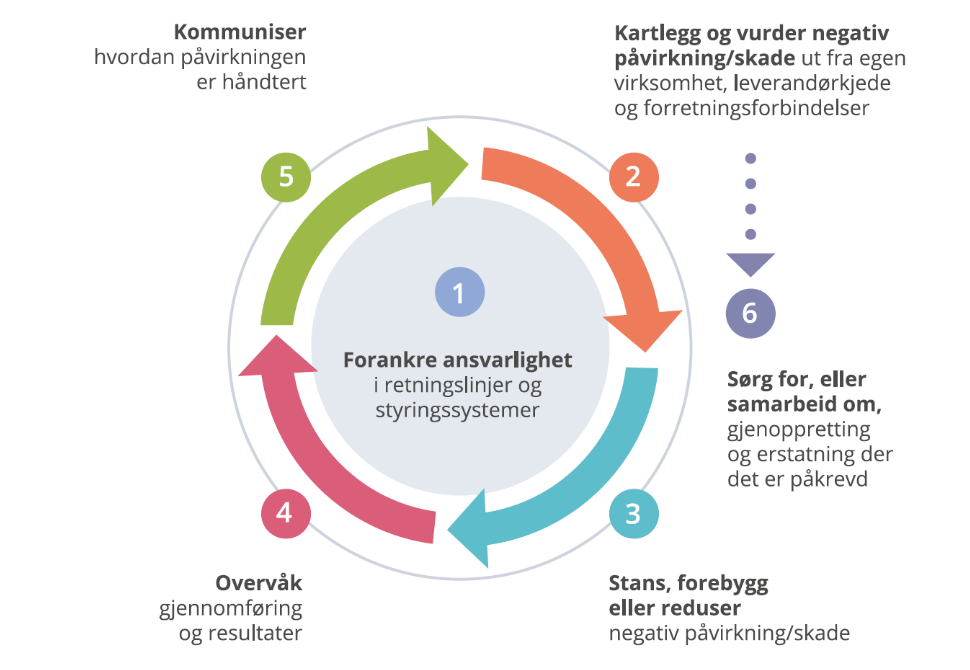 Kommuniser
hvordan påvirkningen
er håndtert
Kartlegg og vurder negativ
påvirkning/skade ut fra egen
virksomhet, leverandørkjede
og forretningsforbindelser
5
2
1
Forankre ansvarlighet
i retningslinjer og
styringssystemer
6
Sørg for, eller
samarbeid om,
gjenoppretting
og erstatning der
det er påkrevd
4
3
Overvåk
gjennomføring
og resultater
Stans, forebygg
eller reduser
negativ påvirkning/skade